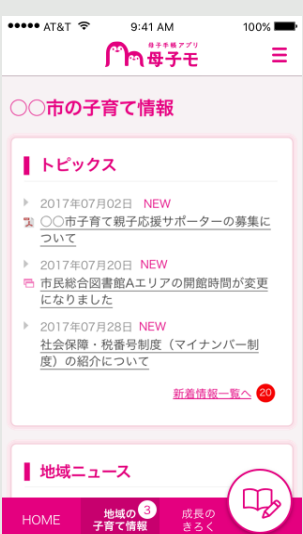 ●●●●● AT&T 9:41 AM 100%
母子手帳アプリ
母子モ
○○市の子育て情報
トピックス
2017年07月02日 NEW
○○市子育て親子応援サポーターの募集に
ついて
2017年07月20日 NEW
市民総合図書館Aエリアの開館時間が変更
になりました
2017年07月28日 NEW
社会保障・税番号制度（マイナンバー制
度）の紹介について
新着情報一覧へ 20
地域ニュース
HOME
地域の 3
子育て情報
成長の
きろく